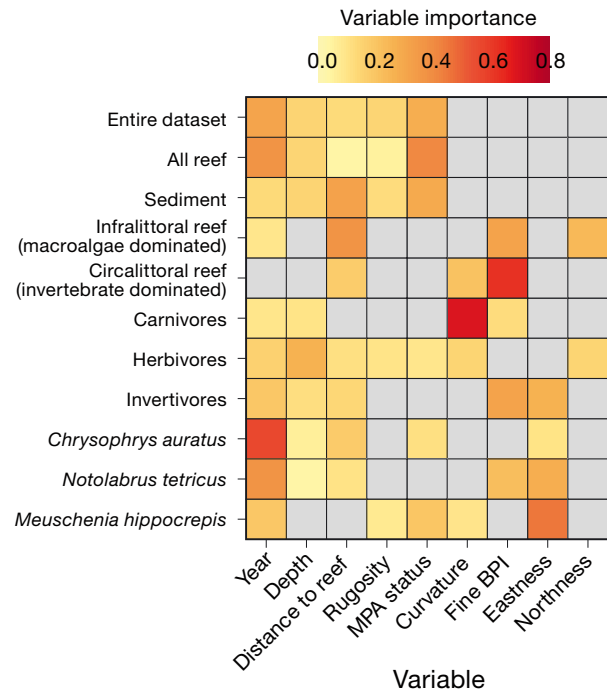 Variable importance
0.0 0.2 0.4 0.6 0.8
Entire dataset
All reef
Sediment
Infralittoral reef
(macroalgae dominated)
Circalittoral reef
(invertebrate dominated)
Carnivores
Herbivores
Invertivores
Chrysophrys auratus
Notolabrus tetricus
Meuschenia hippocrepis
Year
Depth
Distance to reef
Rugosity
MPA status
Curvature
Fine BPI
Eastness
Northness
Variable